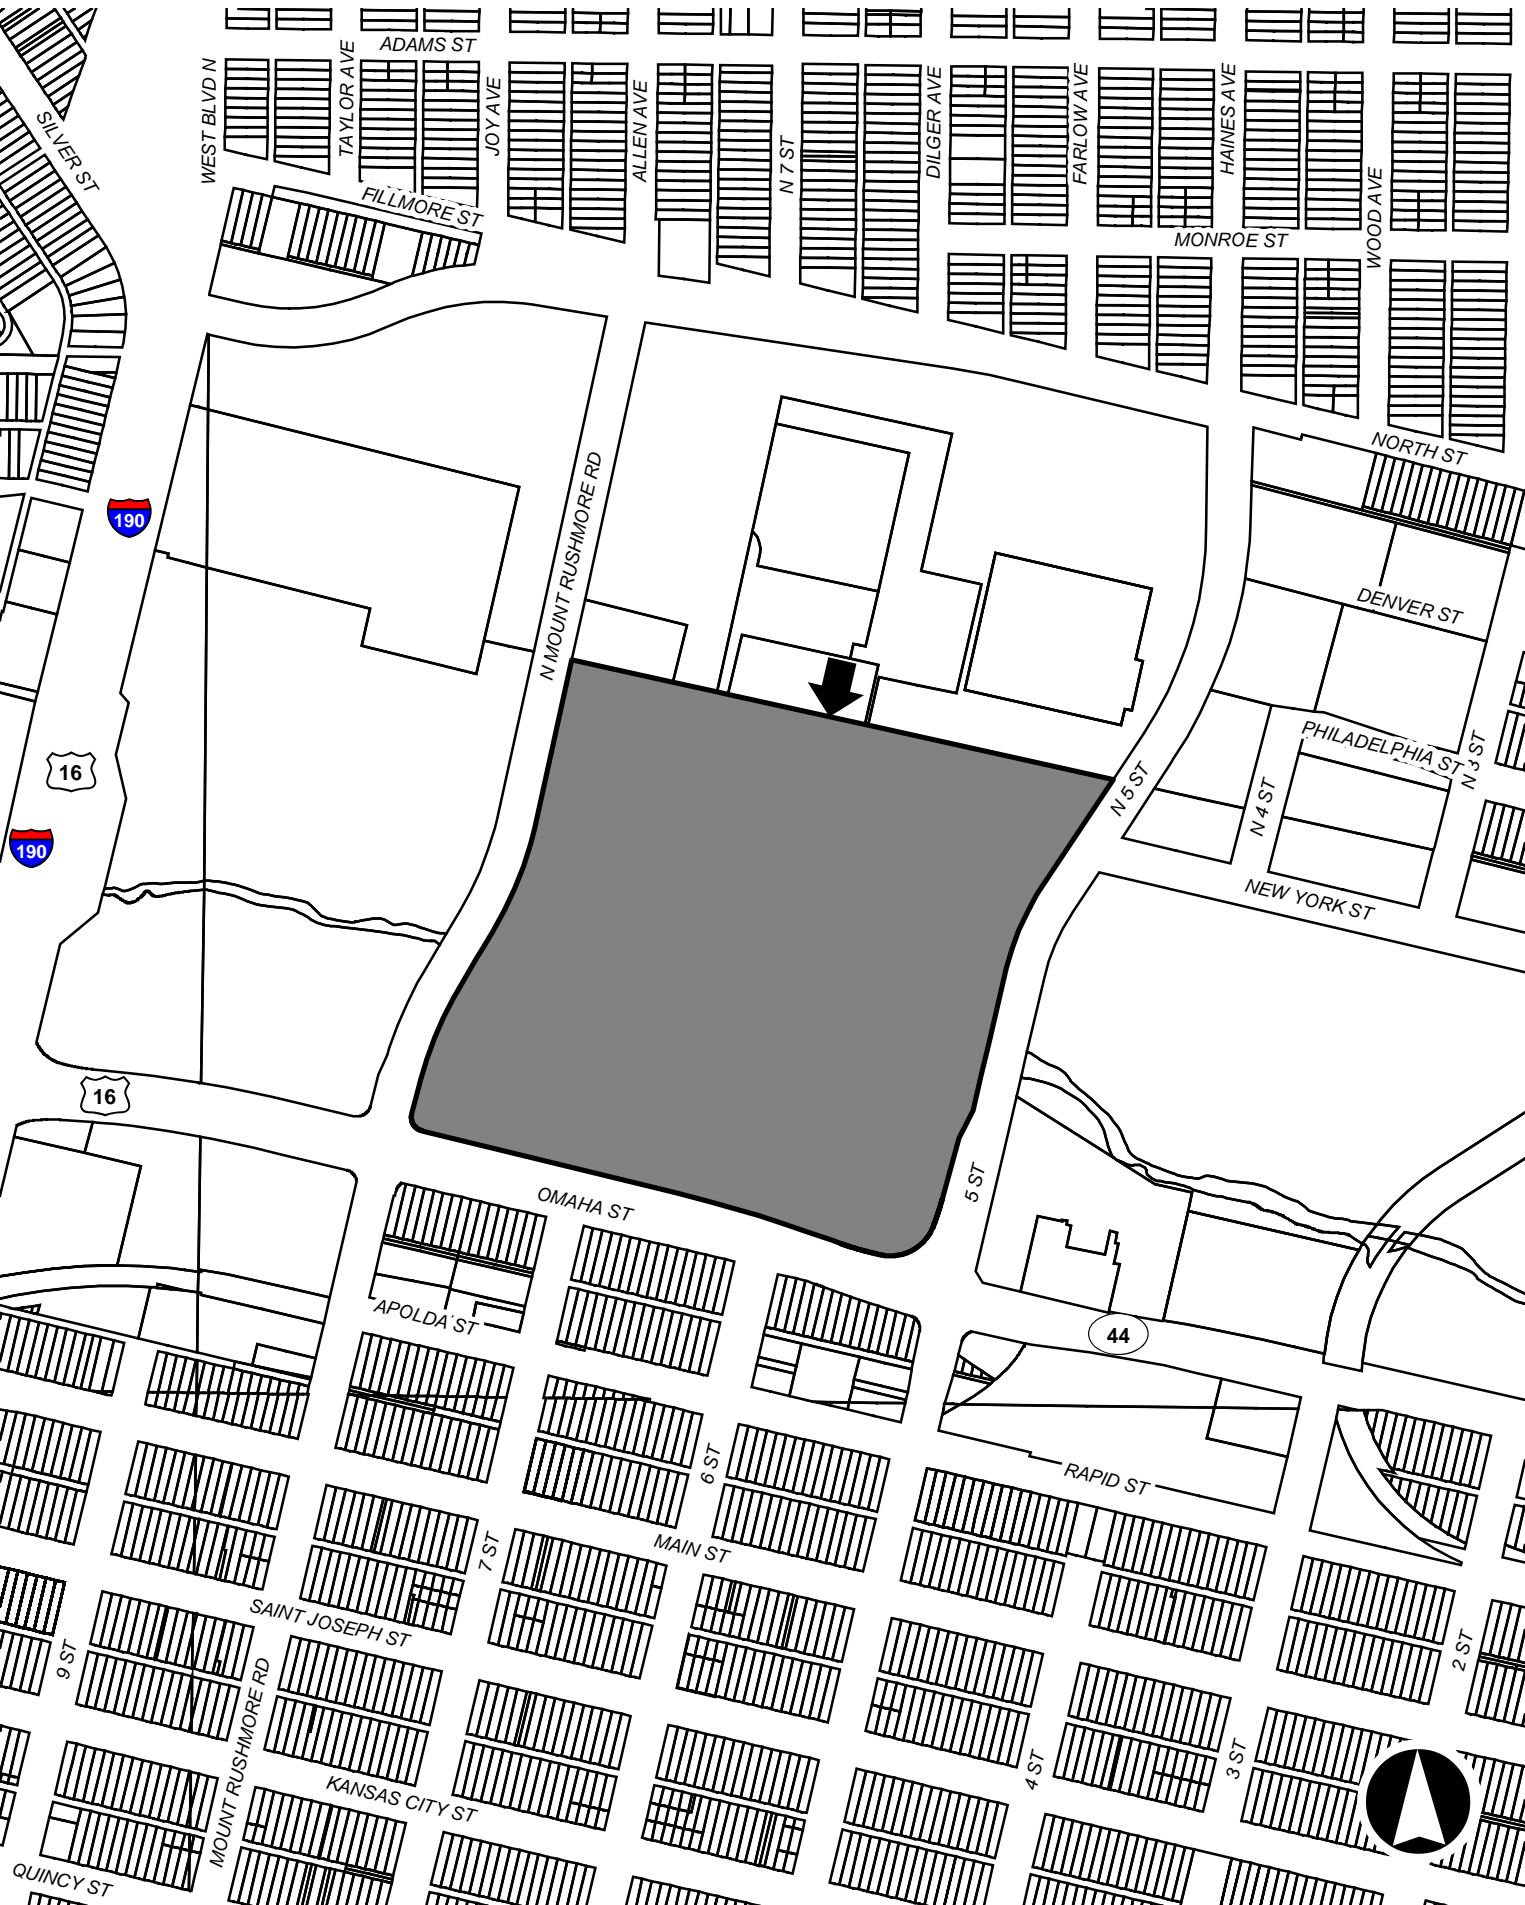 ADAMS ST
SILVER ST
WEST BLVD N
TAYLOR AVE
JOY AVE
ALLEN AVE
N 7 ST
DILGER AVE
FARLOW AVE
HAINES AVE
WOOD AVE
FILLMORE ST
MONROE ST
NORTH ST
190
N MOUNT RUSHMORE RD
DENVER ST
PHILADELPHIA ST
N 3 ST
16
N 5 ST
N 4 ST
190
NEW YORK ST
16
OMAHA ST
5 ST
APOLDA ST
44
6 ST
RAPID ST
7 ST
MAIN ST
SAINT JOSEPH ST
9 ST
2 ST
MOUNT RUSHMORE RD
4 ST
3 ST
KANSAS CITY ST
QUINCY ST